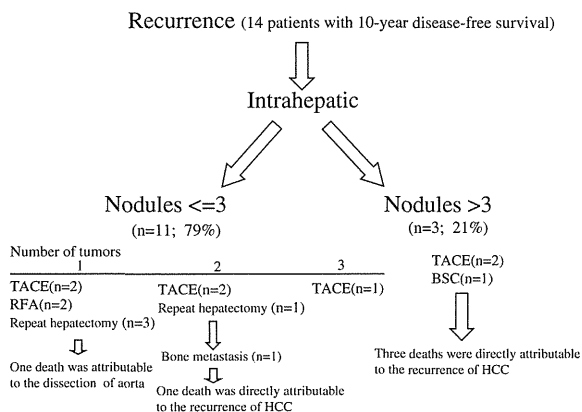 Recurrence (14 patients with 10-year disease-free survival)
Intrahepatic
Nodules <=3
(n=11; 79%)
Nodules >3
(n=3; 21%)
Number of tumors
1
2
3
TACE(n=2)
RFA(n=2)
Repeat hepatectomy (n=3)
One death was attributable
to the dissection of aorta
TACE(n=2)
Repeat hepatectomy (n=1)
Bone metastasis (n=1)
One death was directly attributable
to the recurrence of HCC
TACE(n=1)
TACE(n=2)
BSC(n=1)
Three deaths were directly attributable
to the recurrence of HCC